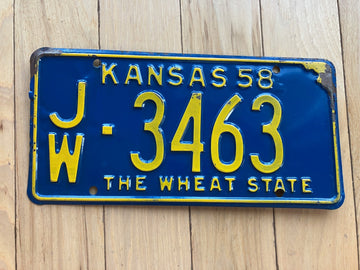 KANSAS 58
JW-3463
THE WHEAT STATE